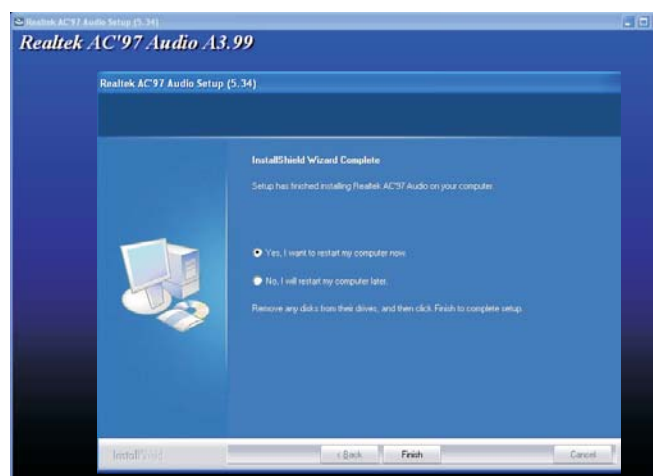 Realtek AC'97 Audio Setup (5.34)
Realtek AC'97 Audio A3.99
Realtek AC'97 Audio Setup (5.34)
InstallShield Wizard Complete
Setup has finished installing Realtek AC'97 Audio on your computer.
Yes, I want to restart my computer now.
No, I will restart my computer later.
Remove any disks from their drives, and then click Finish to complete setup.
InstallShield
< Back Finish Cancel